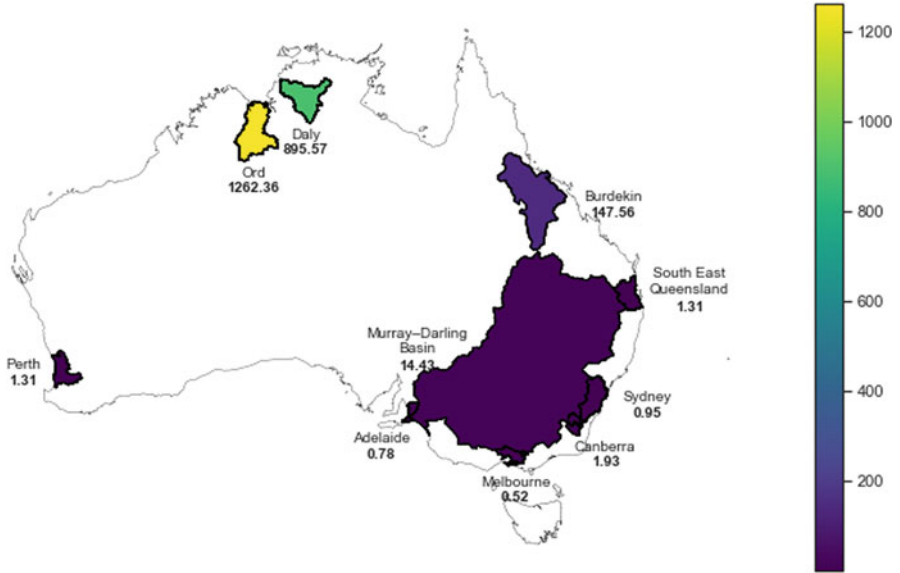 Daly
895.57
Ord
1262.36
Burdekin
147.56
South East
Queensland
1.31
Murray–Darling
Basin
14.43
Perth
1.31
Sydney
0.95
Adelaide
0.78
Canberra
1.93
Melbourne
0.52
1200
1000
800
600
400
200